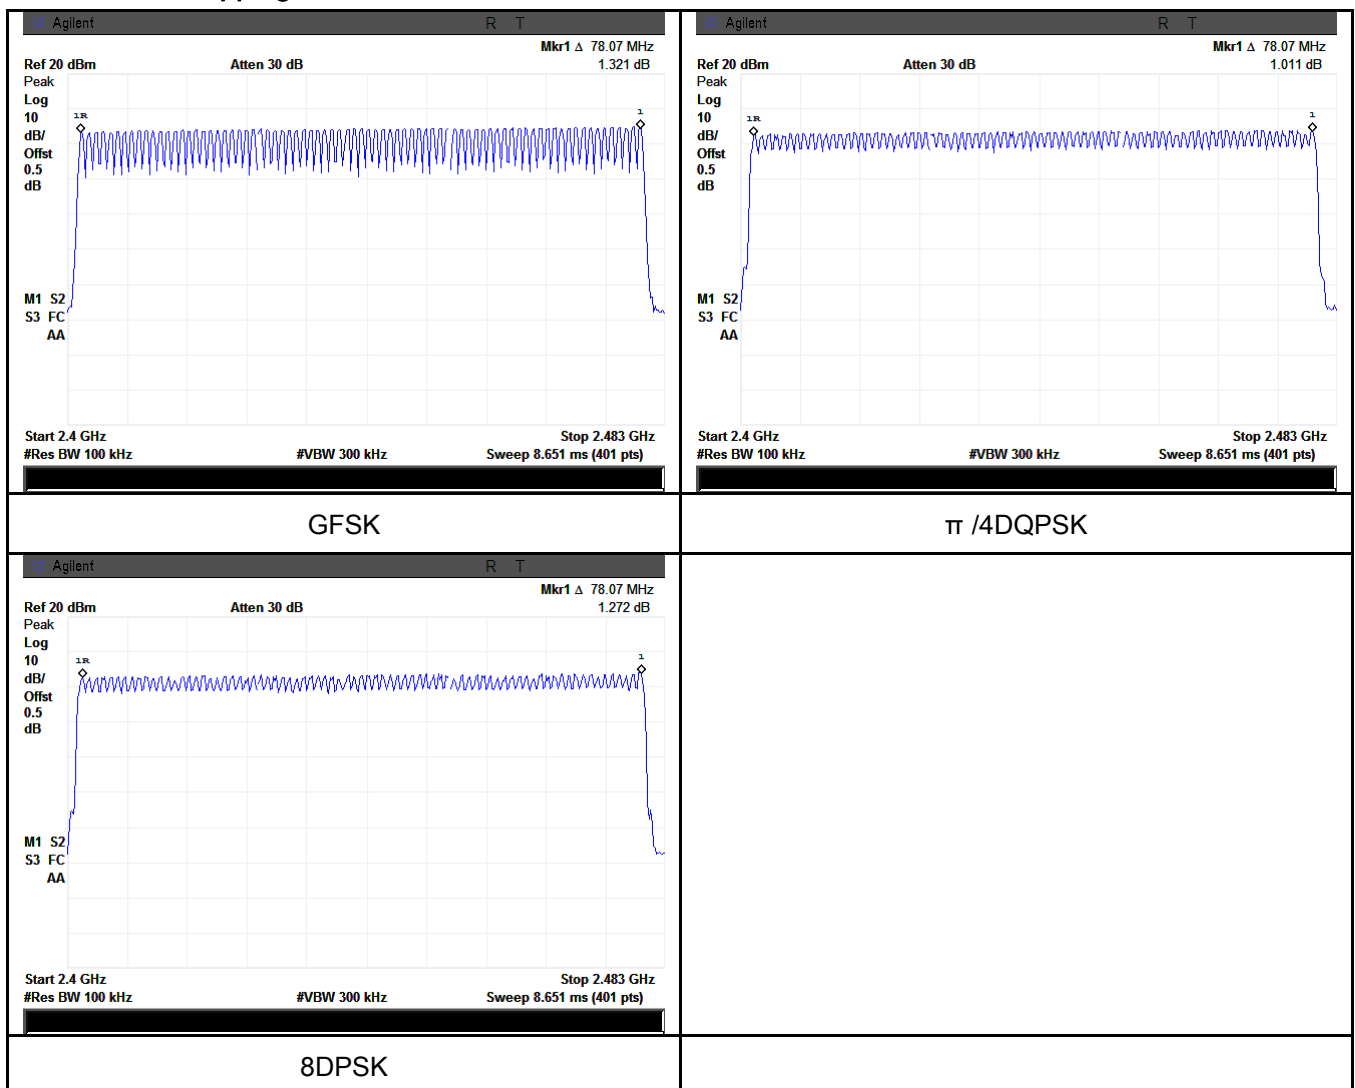 Agilent R T
Mkr1 Δ 78.07 MHz
Ref 20 dBm Atten 30 dB 1.321 dB
Peak
Log
10
dB/
Offst
0.5
dB
1R
1
M1 S2
S3 FC
AA
Start 2.4 GHz Stop 2.483 GHz
#Res BW 100 kHz #VBW 300 kHz Sweep 8.651 ms (401 pts)
GFSK
Agilent R T
Mkr1 Δ 78.07 MHz
Ref 20 dBm Atten 30 dB 1.011 dB
Peak
Log
10
dB/
Offst
0.5
dB
1R
1
M1 S2
S3 FC
AA
Start 2.4 GHz Stop 2.483 GHz
#Res BW 100 kHz #VBW 300 kHz Sweep 8.651 ms (401 pts)
π /4DQPSK
Agilent R T
Mkr1 Δ 78.07 MHz
Ref 20 dBm Atten 30 dB 1.272 dB
Peak
Log
10
dB/
Offst
0.5
dB
1R
1
M1 S2
S3 FC
AA
Start 2.4 GHz Stop 2.483 GHz
#Res BW 100 kHz #VBW 300 kHz Sweep 8.651 ms (401 pts)
8DPSK